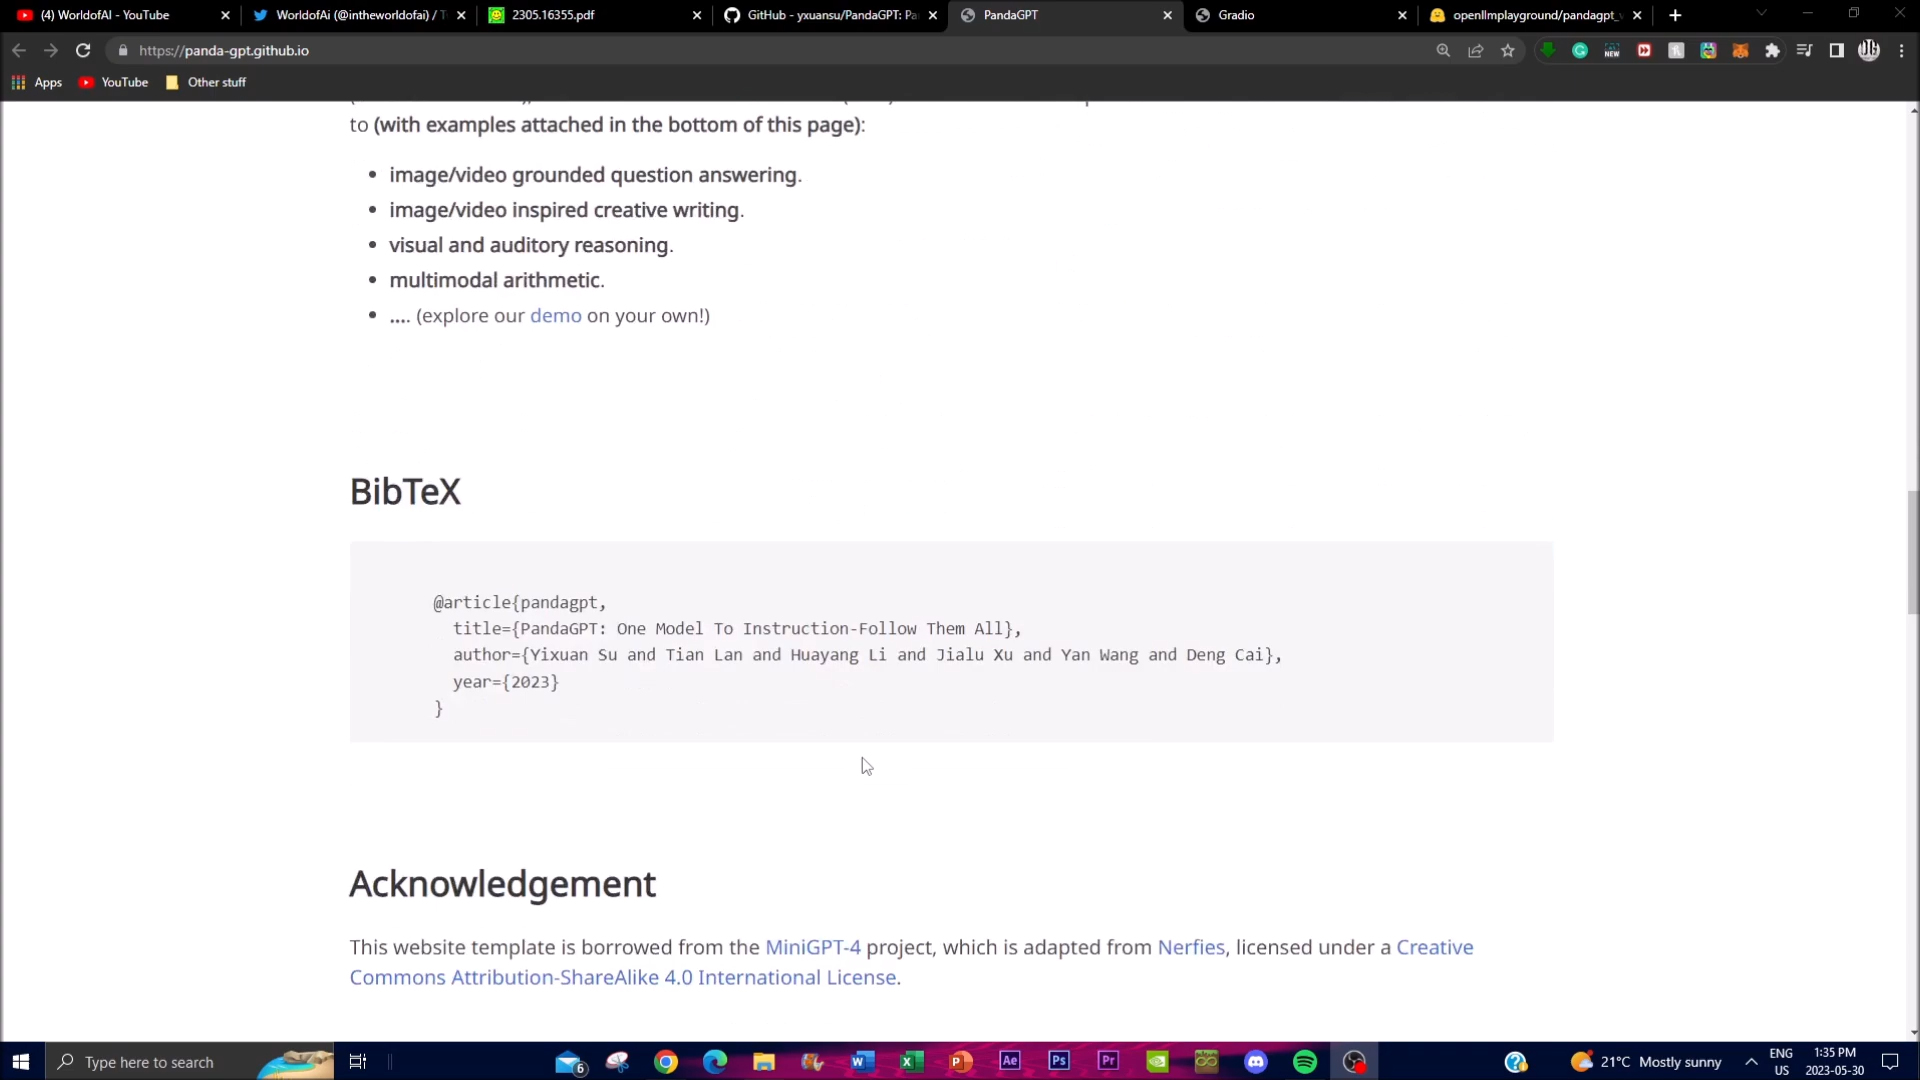 (4) WorldofAI - YouTube
WorldofAi (@intheworldofai) / T
2305.16355.pdf
GitHub - yxuansu/PandaGPT: Pa
PandaGPT
Gradio
openllmplayground/pandagpt_
https://panda-gpt.github.io
NEW
Apps
YouTube
Other stuff
to (with examples attached in the bottom of this page):
• image/video grounded question answering.
• image/video inspired creative writing.
• visual and auditory reasoning.
• multimodal arithmetic.
• .... (explore our demo on your own!)
BibTeX
@article{pandagpt,
title={PandaGPT: One Model To Instruction-Follow Them All},
author={Yixuan Su and Tian Lan and Huayang Li and Jialu Xu and Yan Wang and Deng Cai},
year={2023}
}
Acknowledgement
This website template is borrowed from the MiniGPT-4 project, which is adapted from Nerfies, licensed under a Creative
Commons Attribution-ShareAlike 4.0 International License.
Type here to search
6
Ae
Ps
Pr
21°C Mostly sunny
ENG
US
1:35 PM
2023-05-30